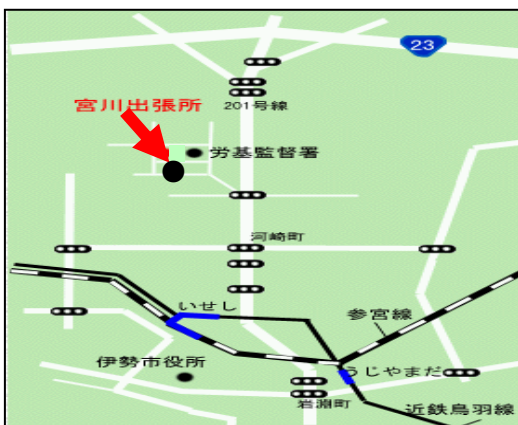 23
宮川出張所
201号線
労基監督署
河崎町
いせし
参宮線
伊勢市役所
うじやまだ
岩淵町
近鉄鳥羽線